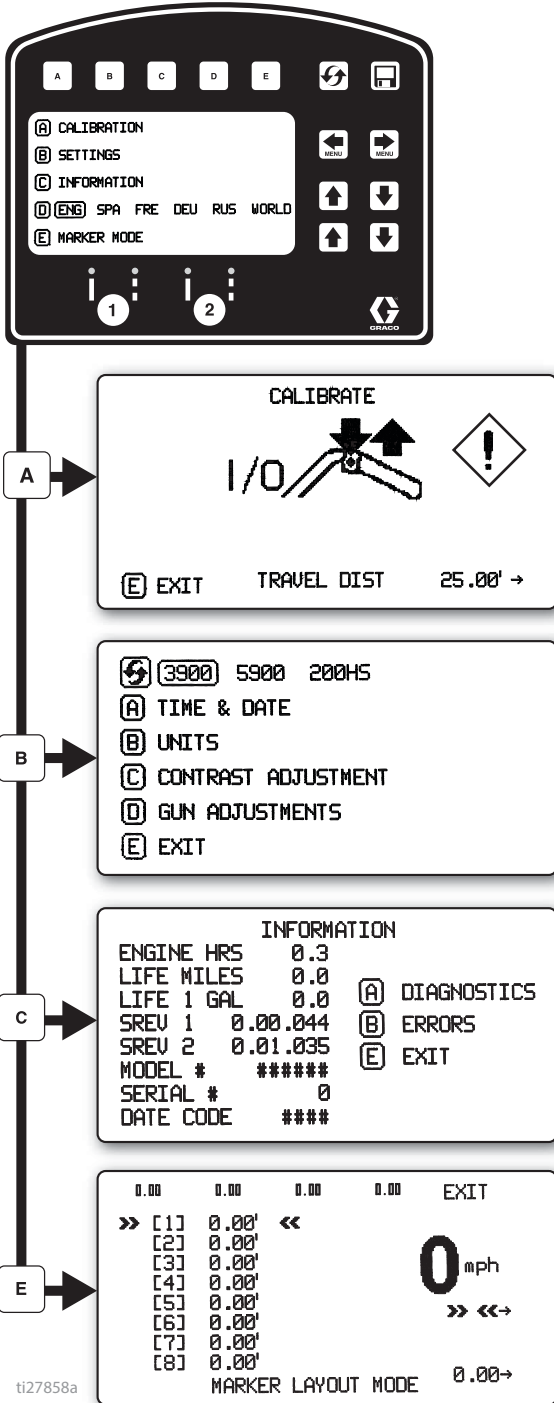 A B C D E
A CALIBRATION
B SETTINGS
C INFORMATION
D ENG SPA FRE DEU RUS WORLD
E MARKER MODE
MENU MENU
1 2
GRACO
A
CALIBRATE
I/O
!
E EXIT TRAVEL DIST 25.00' →
B
3900 5900 200HS
A TIME & DATE
B UNITS
C CONTRAST ADJUSTMENT
D GUN ADJUSTMENTS
E EXIT
C
INFORMATION
ENGINE HRS 0.3
LIFE MILES 0.0
LIFE 1 GAL 0.0
SREV 1 0.00.044
SREV 2 0.01.035
MODEL # ######
SERIAL # 0
DATE CODE ####
A DIAGNOSTICS
B ERRORS
E EXIT
E
0.00 0.00 0.00 0.00 EXIT
>> [1] 0.00' <<
[2] 0.00'
[3] 0.00'
[4] 0.00'
[5] 0.00'
[6] 0.00'
[7] 0.00'
[8] 0.00'
0 mph
>> <<→
MARKER LAYOUT MODE 0.00→
ti27858a